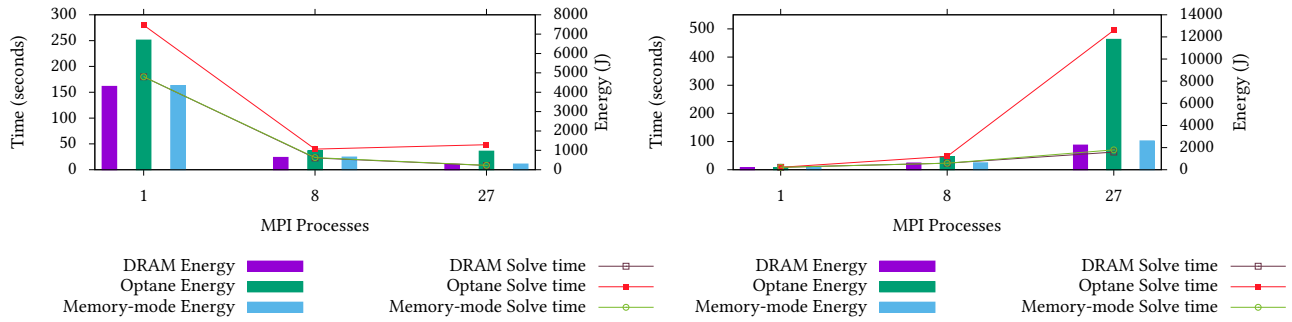 300
250
200
150
100
50
0
Time (seconds)
8000
7000
6000
5000
4000
3000
2000
1000
0
Energy (J)
1 8 27
MPI Processes
DRAM Energy
Optane Energy
Memory-mode Energy
DRAM Solve time
Optane Solve time
Memory-mode Solve time
500
400
300
200
100
0
Time (seconds)
14000
12000
10000
8000
6000
4000
2000
0
Energy (J)
1 8 27
MPI Processes
DRAM Energy
Optane Energy
Memory-mode Energy
DRAM Solve time
Optane Solve time
Memory-mode Solve time